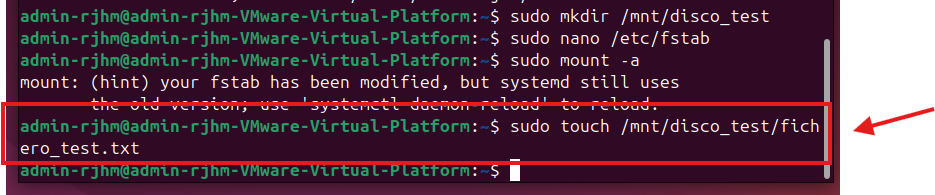 admin-rjhm@admin-rjhm-VMware-Virtual-Platform:~$ sudo mkdir /mnt/disco_test
admin-rjhm@admin-rjhm-VMware-Virtual-Platform:~$ sudo nano /etc/fstab
admin-rjhm@admin-rjhm-VMware-Virtual-Platform:~$ sudo mount -a
mount: (hint) your fstab has been modified, but systemd still uses
the old version; use 'systemctl daemon-reload' to reload.
admin-rjhm@admin-rjhm-VMware-Virtual-Platform:~$ sudo touch /mnt/disco_test/fich
ero_test.txt
admin-rjhm@admin-rjhm-VMware-Virtual-Platform:~$